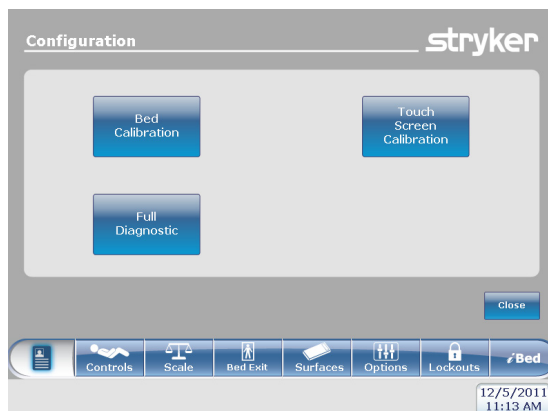 Configuration
stryker
Bed
Calibration
Touch
Screen
Calibration
Full
Diagnostic
Close
Controls
Scale
Bed Exit
Surfaces
Options
Lockouts
iBed
12/5/2011
11:13 AM